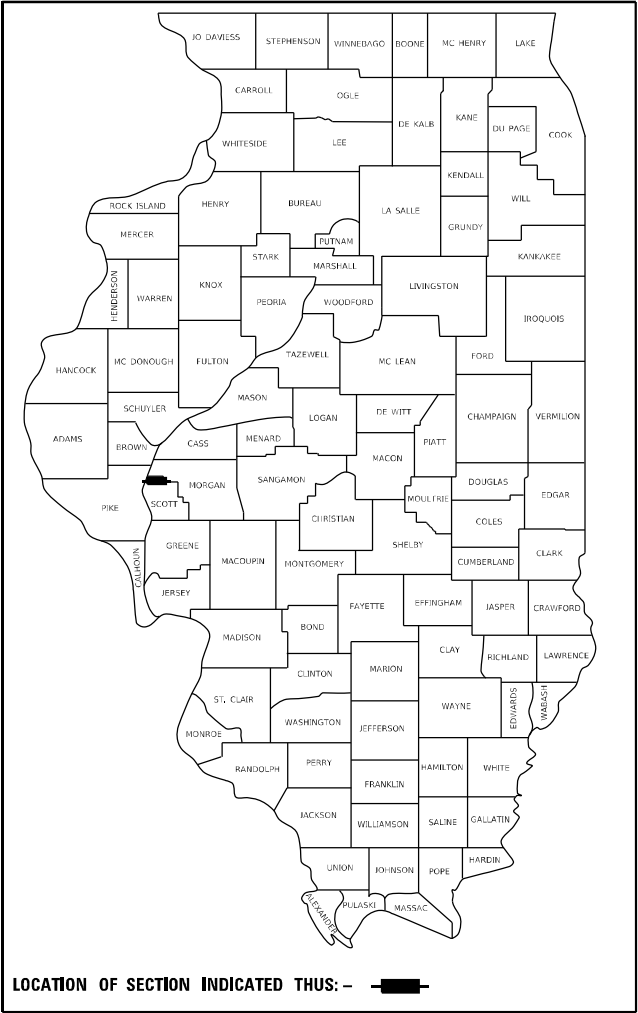 JO DAVIESS STEPHENSON WINNEBAGO BOONE MC HENRY LAKE
CARROLL OGLE DE KALB KANE DU PAGE COOK
WHITESIDE LEE KENDALL
ROCK ISLAND HENRY BUREAU LA SALLE GRUNDY WILL
MERCER PUTNAM
STARK MARSHALL KANKAKEE
HENDERSON WARREN KNOX PEORIA WOODFORD LIVINGSTON IROQUOIS
HANCOCK MC DONOUGH FULTON TAZEWELL MC LEAN FORD
SCHUYLER MASON LOGAN DE WITT CHAMPAIGN VERMILION
ADAMS BROWN CASS MENARD PIATT
MACON
PIKE SCOTT MORGAN SANGAMON MOULTRIE DOUGLAS EDGAR
CHRISTIAN COLES
CALHOUN GREENE MACOUPIN MONTGOMERY SHELBY CUMBERLAND CLARK
JERSEY FAYETTE EFFINGHAM JASPER CRAWFORD
MADISON BOND
CLINTON MARION CLAY RICHLAND LAWRENCE
ST. CLAIR WAYNE EDWARDS WABASH
MONROE WASHINGTON JEFFERSON
RANDOLPH PERRY HAMILTON WHITE
FRANKLIN
JACKSON WILLIAMSON SALINE GALLATIN
UNION JOHNSON POPE HARDIN
ALEXANDER PULASKI MASSAC
LOCATION OF SECTION INDICATED THUS: –